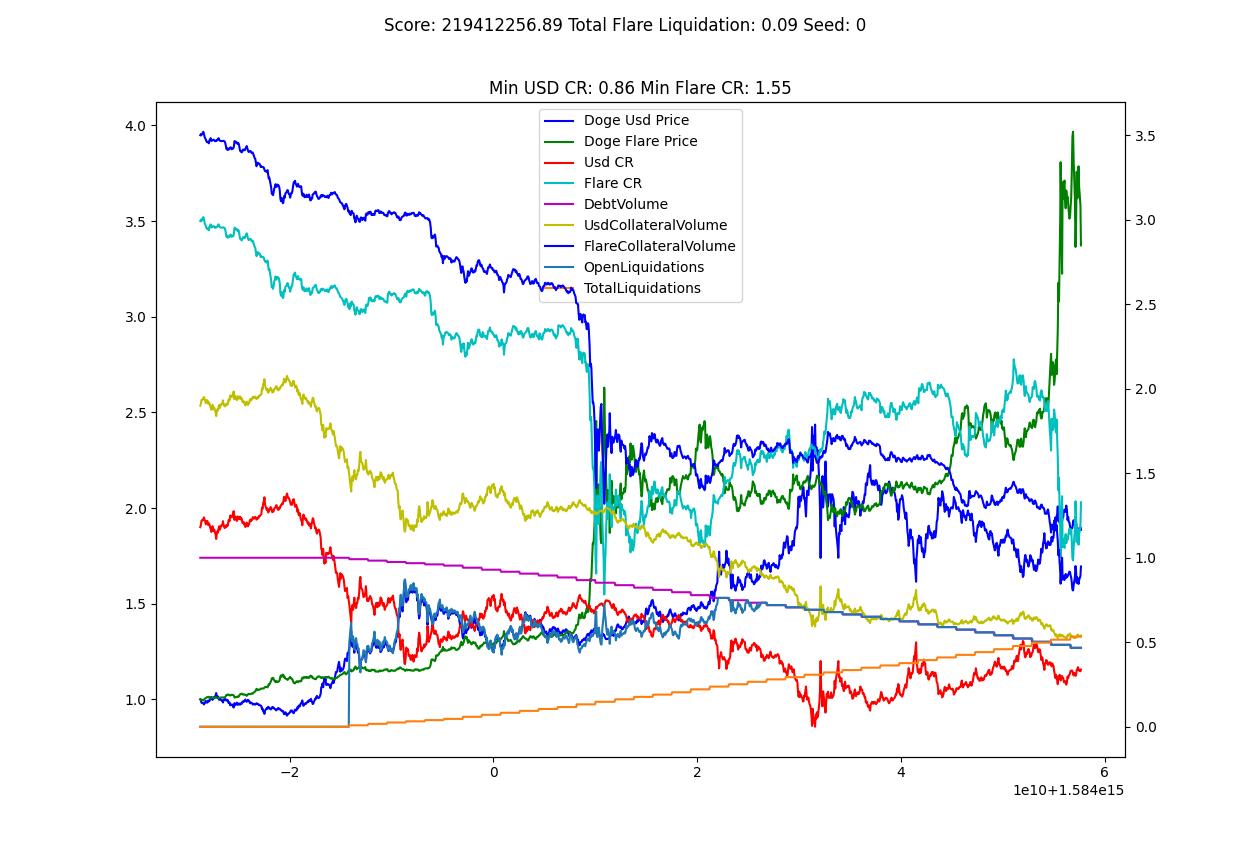 Score: 219412256.89 Total Flare Liquidation: 0.09 Seed: 0
Min USD CR: 0.86 Min Flare CR: 1.55
Doge Usd Price
Doge Flare Price
Usd CR
Flare CR
DebtVolume
UsdCollateralVolume
FlareCollateralVolume
OpenLiquidations
TotalLiquidations
4.0
3.5
3.0
2.5
2.0
1.5
1.0
3.5
3.0
2.5
2.0
1.5
1.0
0.5
0.0
−2 0 2 4 6
1e10+1.584e15